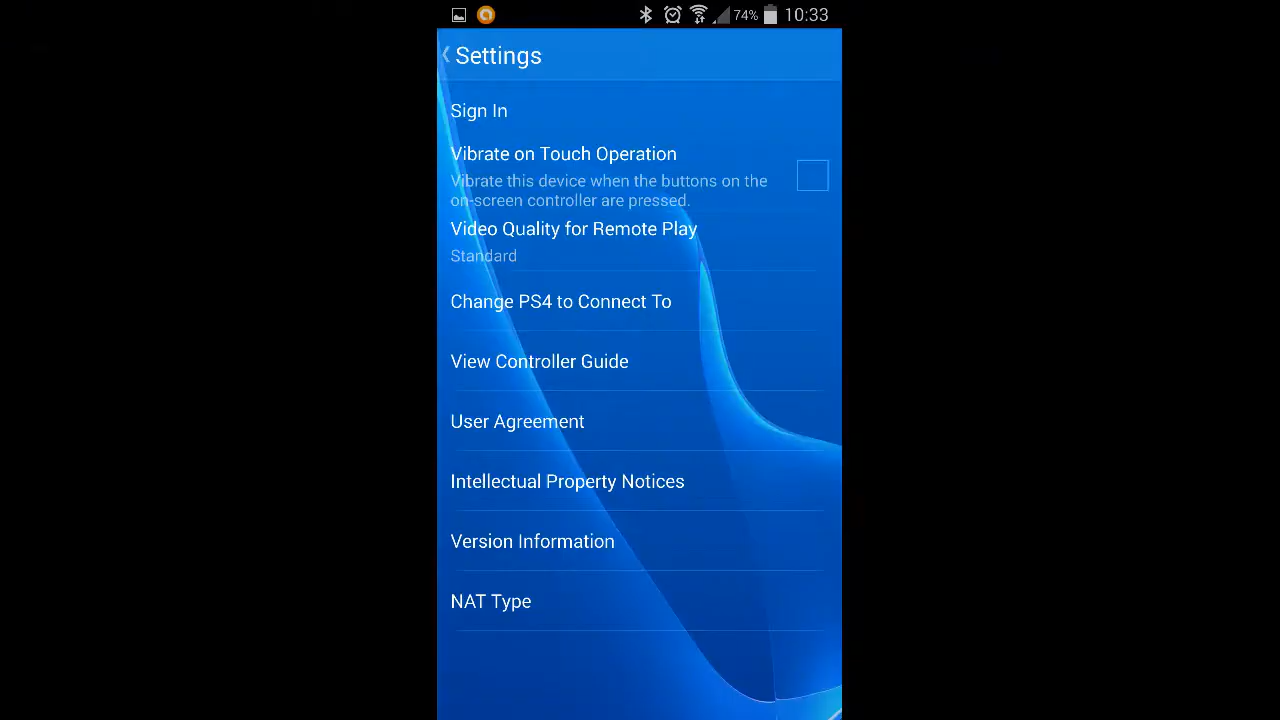 74% 10:33
Settings
Sign In
Vibrate on Touch Operation
Vibrate this device when the buttons on the
on-screen controller are pressed.
Video Quality for Remote Play
Standard
Change PS4 to Connect To
View Controller Guide
User Agreement
Intellectual Property Notices
Version Information
NAT Type